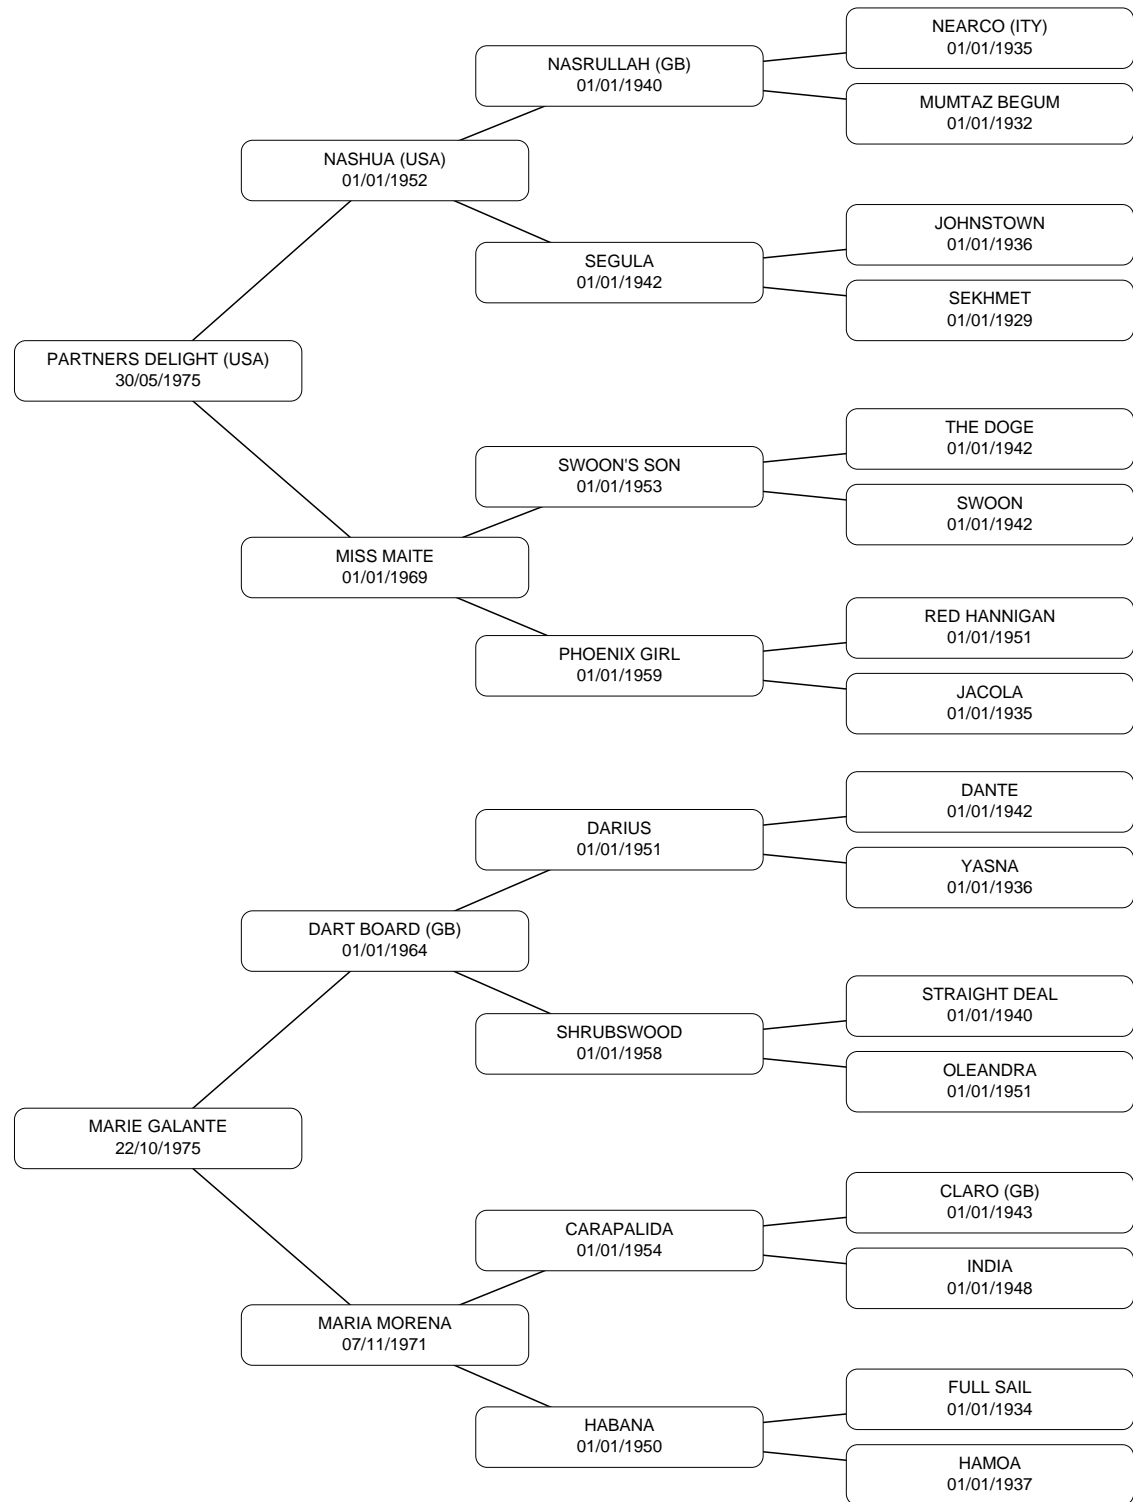 NEARCO (ITY)
01/01/1935
NASRULLAH (GB)
01/01/1940
MUMTAZ BEGUM
01/01/1932
NASHUA (USA)
01/01/1952
JOHNSTOWN
01/01/1936
SEGULA
01/01/1942
SEKHMET
01/01/1929
PARTNERS DELIGHT (USA)
30/05/1975
THE DOGE
01/01/1942
SWOON'S SON
01/01/1953
SWOON
01/01/1942
MISS MAITE
01/01/1969
RED HANNIGAN
01/01/1951
PHOENIX GIRL
01/01/1959
JACOLA
01/01/1935
DANTE
01/01/1942
DARIUS
01/01/1951
YASNA
01/01/1936
DART BOARD (GB)
01/01/1964
STRAIGHT DEAL
01/01/1940
SHRUBSWOOD
01/01/1958
OLEANDRA
01/01/1951
MARIE GALANTE
22/10/1975
CLARO (GB)
01/01/1943
CARAPALIDA
01/01/1954
INDIA
01/01/1948
MARIA MORENA
07/11/1971
FULL SAIL
01/01/1934
HABANA
01/01/1950
HAMOA
01/01/1937